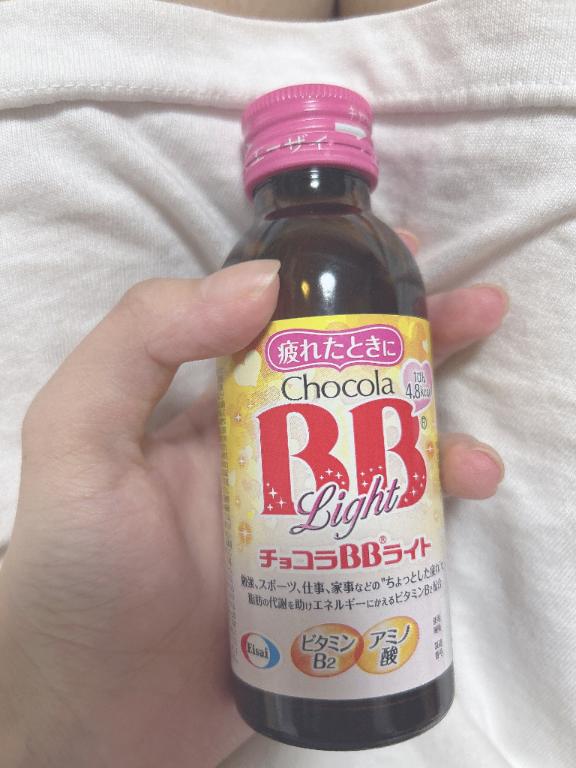 エーザイ
疲れたときに
Chocola
1びん
4.8kcal
BB®
Light
チョコラBB®ライト
勉強、スポーツ、仕事、家事などの"ちょっとした疲れ"に
脂肪の代謝を助けエネルギーにかえるビタミンB2配合
Eisai
ビタミン
B2
アミノ
酸